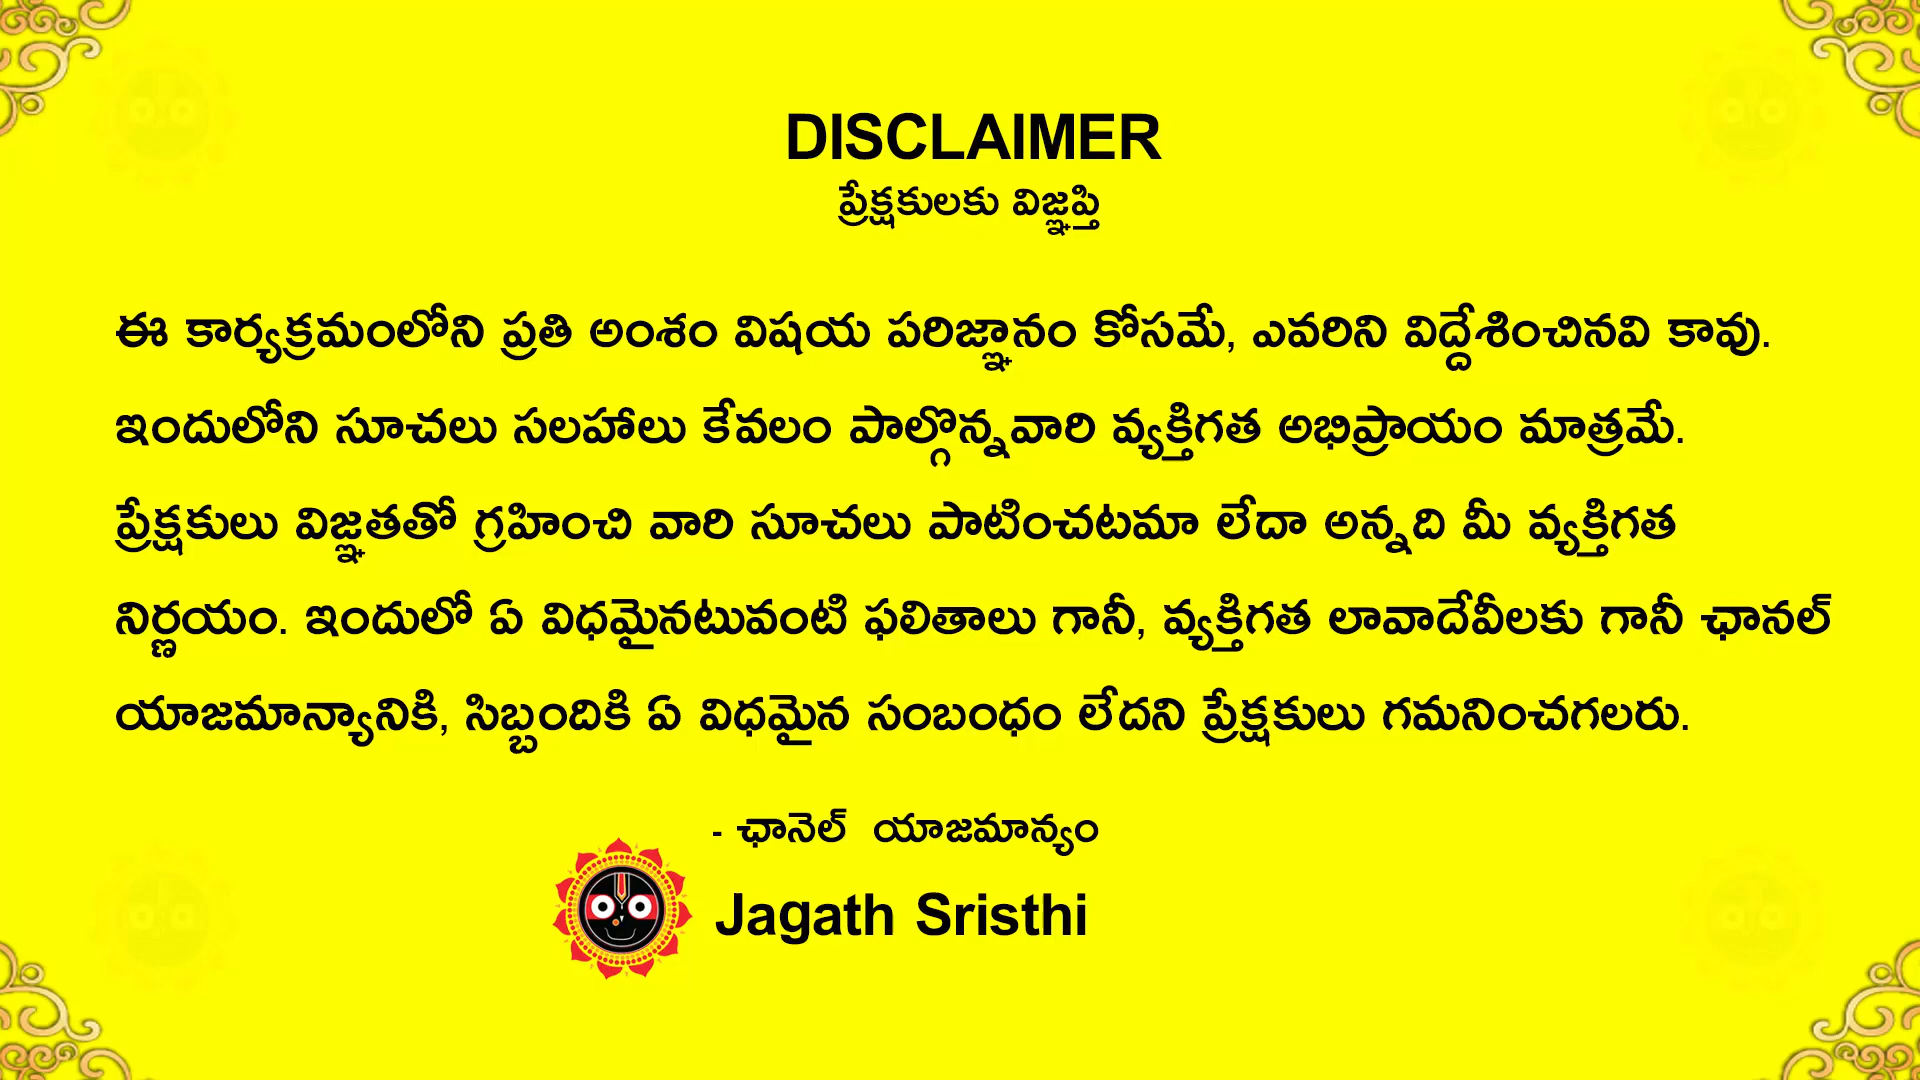 DISCLAIMER
ప్రేక్షకులకు విజ్ఞప్తి
ఈ కార్యక్రమంలోని ప్రతి అంశం విషయ పరిజ్ఞానం కోసమే, ఎవరిని విద్దేశించినవి కావు.
ఇందులోని సూచలు సలహాలు కేవలం పాల్గొన్నవారి వ్యక్తిగత అభిప్రాయం మాత్రమే.
ప్రేక్షకులు విజ్ఞతతో గ్రహించి వారి సూచలు పాటించటమా లేదా అన్నది మీ వ్యక్తిగత
నిర్ణయం. ఇందులో ఏ విధమైనటువంటి ఫలితాలు గానీ, వ్యక్తిగత లావాదేవీలకు గానీ ఛానల్
యాజమాన్యానికి, సిబ్బందికి ఏ విధమైన సంబంధం లేదని ప్రేక్షకులు గమనించగలరు.
- ఛానెల్ యాజమాన్యం
Jagath Sristhi